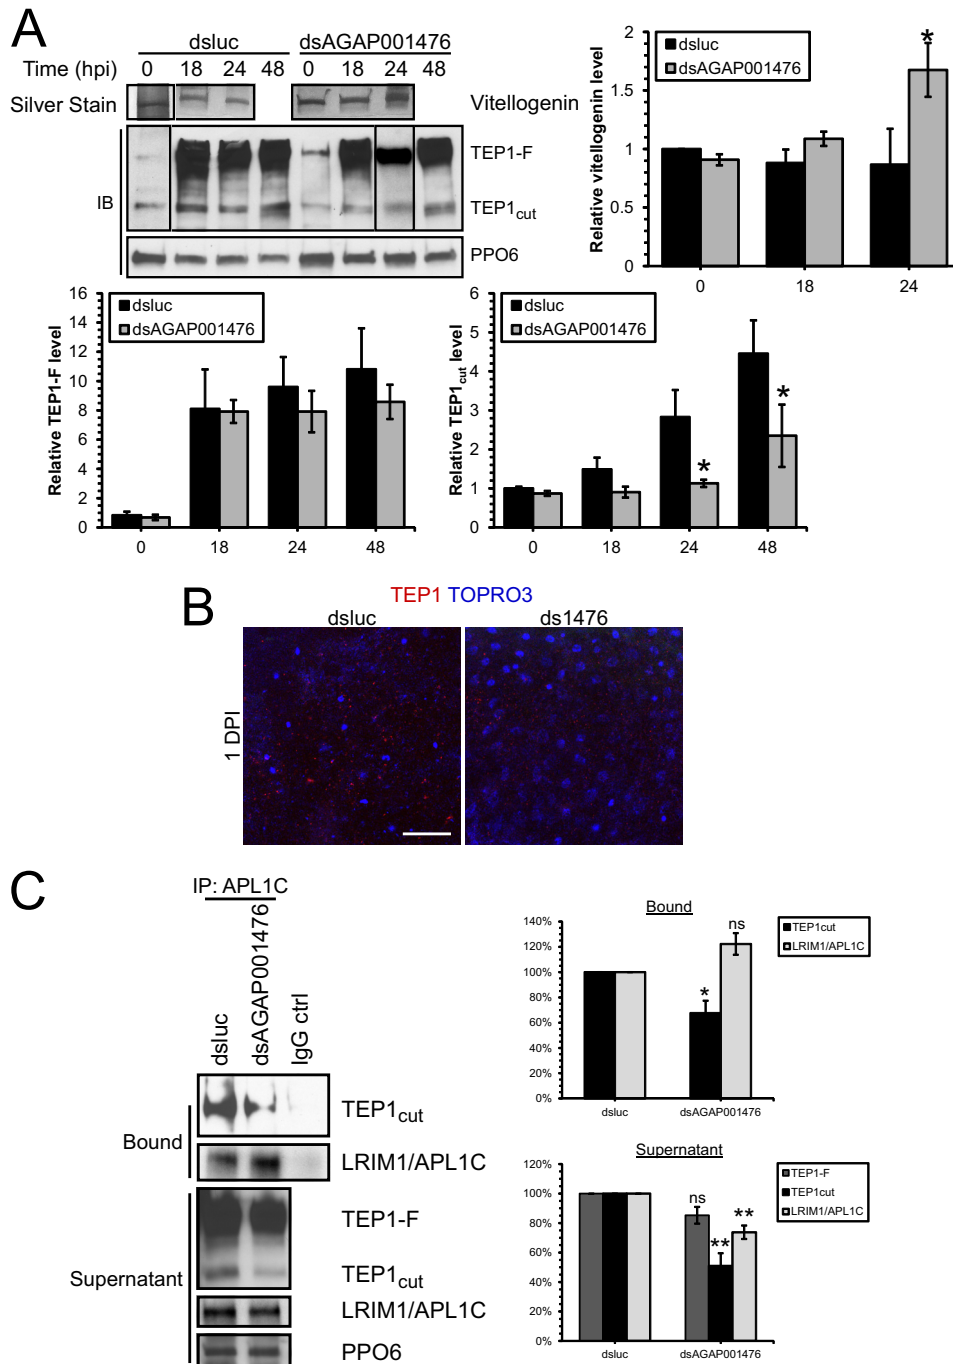 A
dsluc dsAGAP001476
Time (hpi) 0 18 24 48 0 18 24 48
Silver Stain Vitellogenin
IB
TEP1-F
TEP1cut
PPO6
Relative vitellogenin level
2
1.5
1
0.5
0
dsluc
dsAGAP001476
*
0 18 24
Relative TEP1-F level
16
14
12
10
8
6
4
2
0
dsluc
dsAGAP001476
0 18 24 48
Relative TEP1cut level
6
5
4
3
2
1
0
dsluc
dsAGAP001476
*
*
0 18 24 48
B
TEP1 TOPRO3
dsluc ds1476
1 DPI
C
IP: APL1C
dsluc
dsAGAP001476
IgG ctrl
Bound
TEP1cut
LRIM1/APL1C
Supernatant
TEP1-F
TEP1cut
LRIM1/APL1C
PPO6
Bound
140%
120%
100%
80%
60%
40%
20%
0%
TEP1cut
LRIM1/APL1C
ns
*
dsluc dsAGAP001476
Supernatant
120%
100%
80%
60%
40%
20%
0%
TEP1-F
TEP1cut
LRIM1/APL1C
ns
**
**
dsluc dsAGAP001476